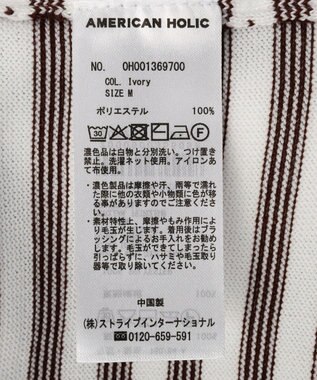 AMERICAN HOLIC
NO. 0H001369700
COL. Ivory
SIZE M
ポリエステル 100%
30
F
濃色品は白物と分別洗い。つけ置き
禁止。洗濯ネット使用。アイロンあ
て布使用。
・濃色品は摩擦や汗、雨等で濡れ
た際に他の衣類や小物類に色が移
る事がありますのでご注意くださ
い。
・素材特性上、摩擦やもみ作用によ
り毛玉が生じます。着用後はブラ
ッシングによるお手入れをお勧め
します。毛玉ができてしまったら
引っぱらずに、ハサミや毛玉取り器
等で取り除いてください。
中国製
(株)ストライプインターナショナル
0120-659-591